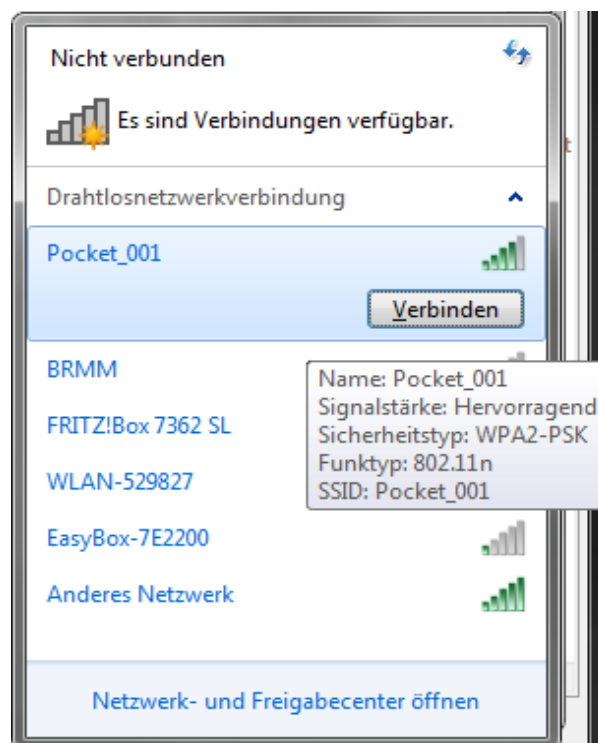 Nicht verbunden
Es sind Verbindungen verfügbar.
Drahtlosnetzwerkverbindung
Pocket_001
Verbinden
BRMM
Name: Pocket_001
Signalstärke: Hervorragend
Sicherheitstyp: WPA2-PSK
Funktyp: 802.11n
SSID: Pocket_001
FRITZ!Box 7362 SL
WLAN-529827
EasyBox-7E2200
Anderes Netzwerk
Netzwerk- und Freigabecenter öffnen
t